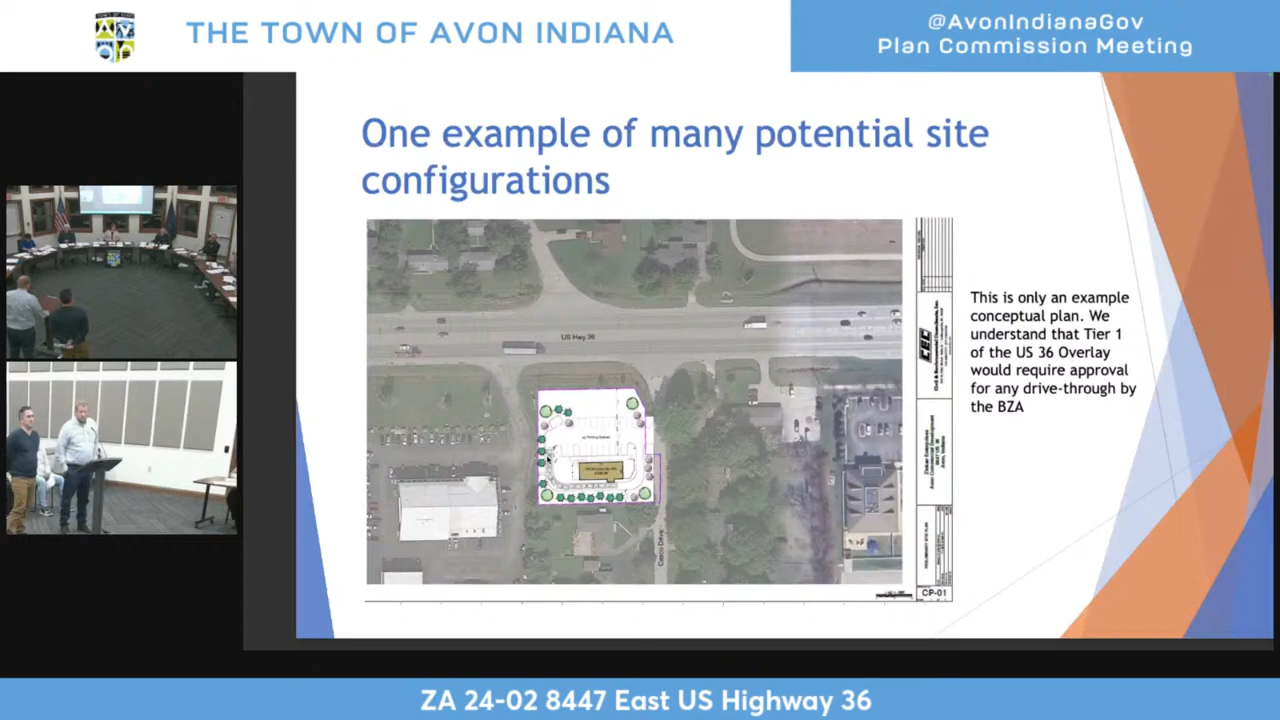 THE TOWN OF AVON INDIANA
@AvonIndianaGov
Plan Commission Meeting
One example of many potential site
configurations
US Hwy 36
This is only an example
conceptual plan. We
understand that Tier 1
of the US 36 Overlay
would require approval
for any drive-through by
the BZA
CEC
CP-01
ZA 24-02 8447 East US Highway 36